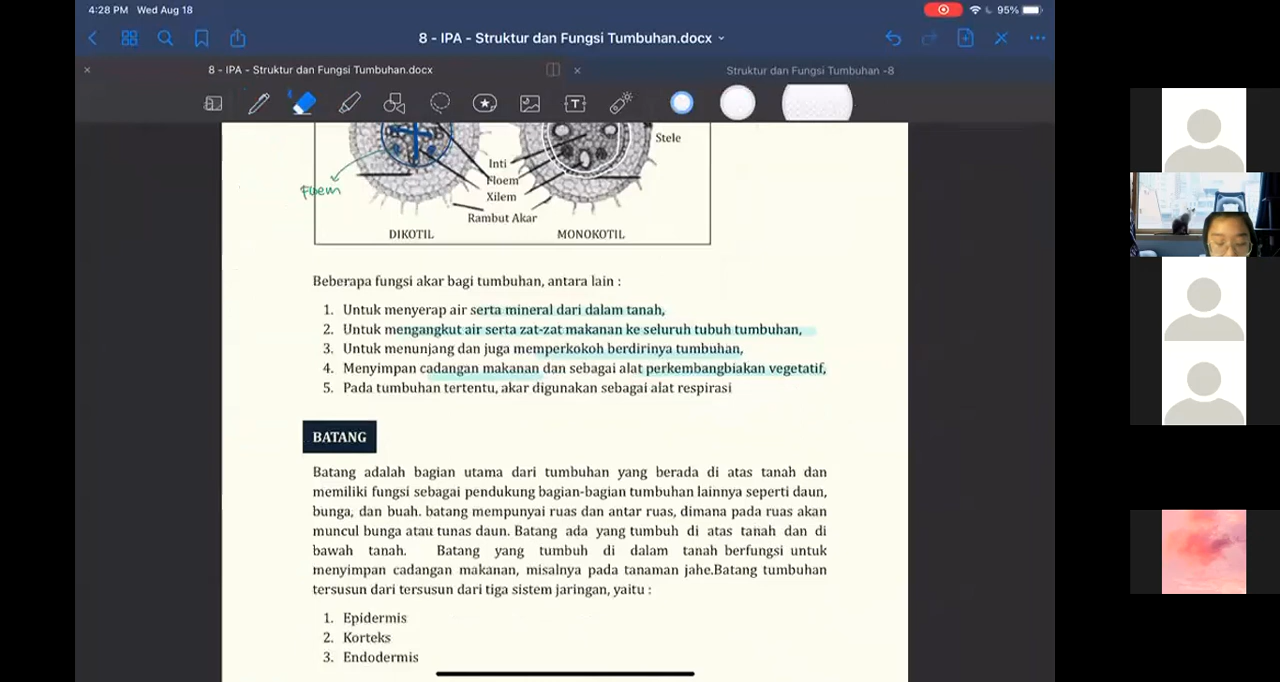 4:28 PM Wed Aug 18
95%
8 - IPA - Struktur dan Fungsi Tumbuhan.docx
8 - IPA - Struktur dan Fungsi Tumbuhan.docx
Struktur dan Fungsi Tumbuhan -8
Stele
Inti
Floem
Xilem
Rambut Akar
Floem
DIKOTIL
MONOKOTIL
Beberapa fungsi akar bagi tumbuhan, antara lain :
1. Untuk menyerap air serta mineral dari dalam tanah,
2. Untuk mengangkut air serta zat-zat makanan ke seluruh tubuh tumbuhan,
3. Untuk menunjang dan juga memperkokoh berdirinya tumbuhan,
4. Menyimpan cadangan makanan dan sebagai alat perkembangbiakan vegetatif,
5. Pada tumbuhan tertentu, akar digunakan sebagai alat respirasi
BATANG
Batang adalah bagian utama dari tumbuhan yang berada di atas tanah dan
memiliki fungsi sebagai pendukung bagian-bagian tumbuhan lainnya seperti daun,
bunga, dan buah. batang mempunyai ruas dan antar ruas, dimana pada ruas akan
muncul bunga atau tunas daun. Batang ada yang tumbuh di atas tanah dan di
bawah tanah. Batang yang tumbuh di dalam tanah berfungsi untuk
menyimpan cadangan makanan, misalnya pada tanaman jahe.Batang tumbuhan
tersusun dari tersusun dari tiga sistem jaringan, yaitu :
1. Epidermis
2. Korteks
3. Endodermis